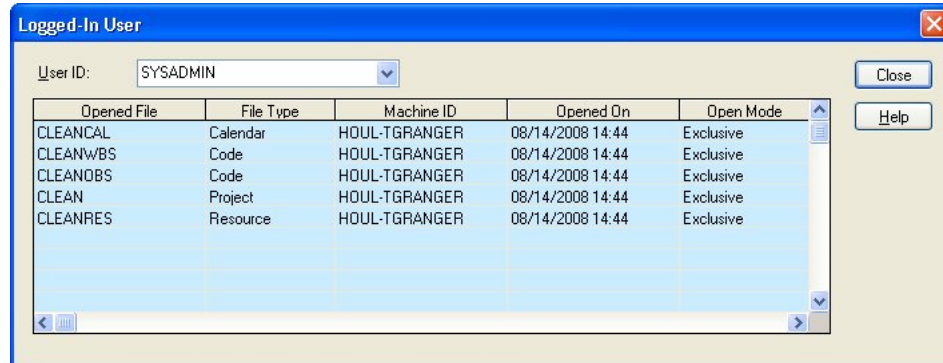 Logged-In User
User ID: SYSADMIN
Close
Opened File File Type Machine ID Opened On Open Mode
Help
CLEANCAL Calendar HOUL-TGRANGER 08/14/2008 14:44 Exclusive
CLEANWBS Code HOUL-TGRANGER 08/14/2008 14:44 Exclusive
CLEANOBS Code HOUL-TGRANGER 08/14/2008 14:44 Exclusive
CLEAN Project HOUL-TGRANGER 08/14/2008 14:44 Exclusive
CLEANRES Resource HOUL-TGRANGER 08/14/2008 14:44 Exclusive